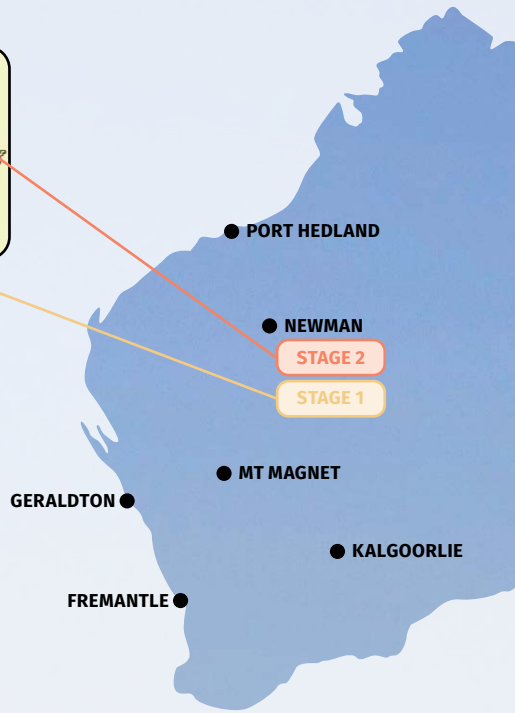 PORT HEDLAND
NEWMAN
STAGE 2
STAGE 1
MT MAGNET
GERALDTON
KALGOORLIE
FREMANTLE